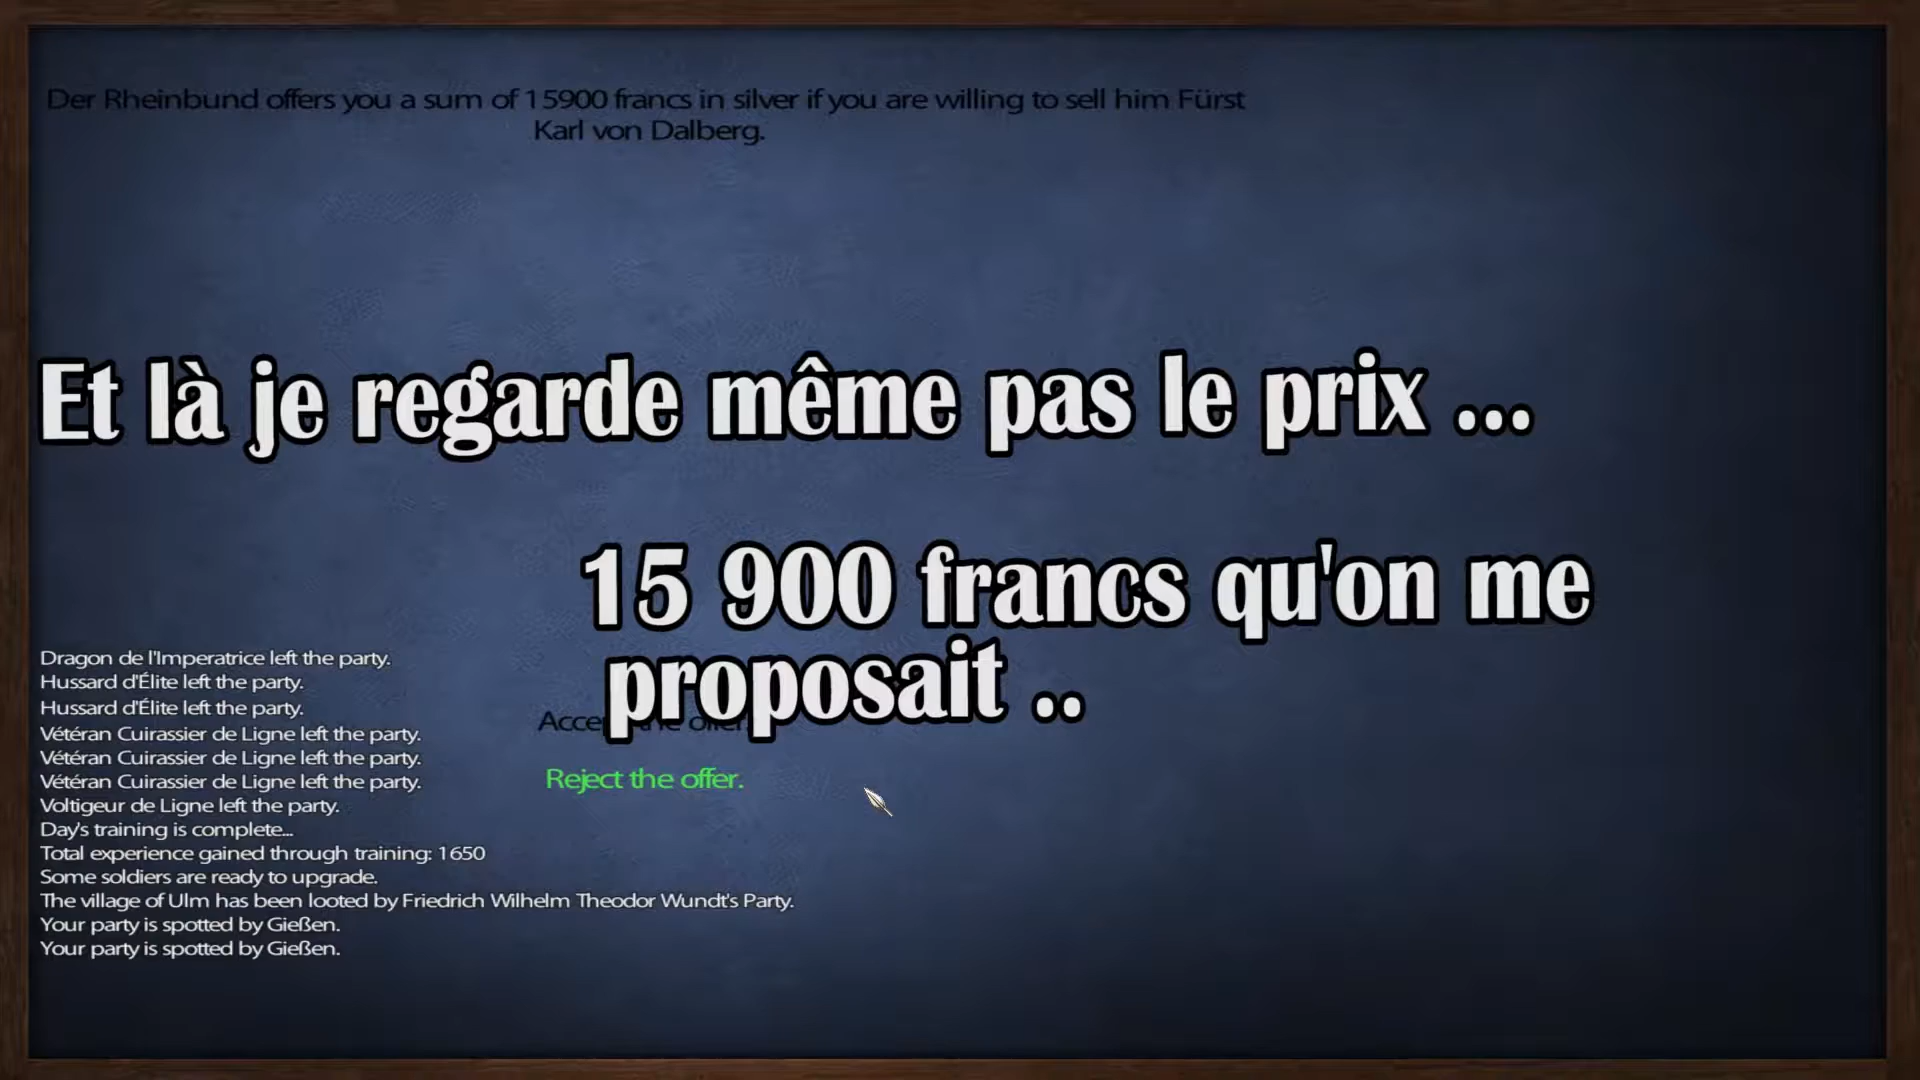 Der Rheinbund offers you a sum of 15900 francs in silver if you are willing to sell him Fürst
Karl von Dalberg.
Et là je regarde même pas le prix ...
15 900 francs qu'on me
proposait ..
Dragon de l'Imperatrice left the party.
Hussard d'Élite left the party.
Hussard d'Élite left the party.
Vétéran Cuirassier de Ligne left the party.
Vétéran Cuirassier de Ligne left the party.
Vétéran Cuirassier de Ligne left the party.
Voltigeur de Ligne left the party.
Day's training is complete...
Total experience gained through training: 1650
Some soldiers are ready to upgrade.
The village of Ulm has been looted by Friedrich Wilhelm Theodor Wundt's Party.
Your party is spotted by Gießen.
Your party is spotted by Gießen.
Reject the offer.